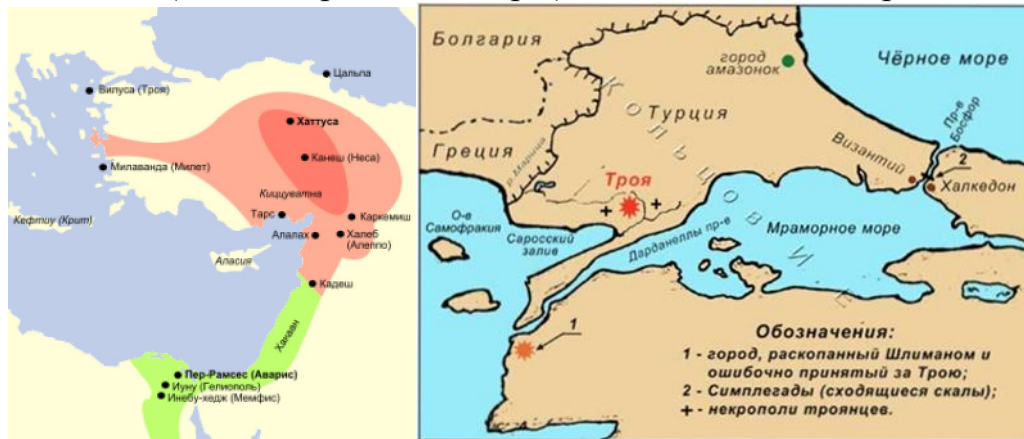 Цальпа
Вилуса (Троя)
Хаттуса
Канеш (Неса)
Милаванда (Милет)
Киццуватна
Кефтиу (Крит)
Тарс
Каркемиш
Алалах
Халеб
(Алеппо)
Аласия
Кадеш
Ханаан
Пер-Рамсес (Аварис)
Иуну (Гелиополь)
Инебу-хедж (Мемфис)
Болгария
город
амазонок
Чёрное море
Кольцов И
Турция
Пр-в
Босфор
Греция
р. Марица
Византий
2
Халкедон
Троя
О-в
Самофракия
Саросский
залив
Дарданеллы пр-в
Мраморное море
1
Обозначения:
1 - город, раскопанный Шлиманом и
ошибочно принятый за Трою;
2 - Симплегады (сходящиеся скалы);
+ - некрополи троянцев.